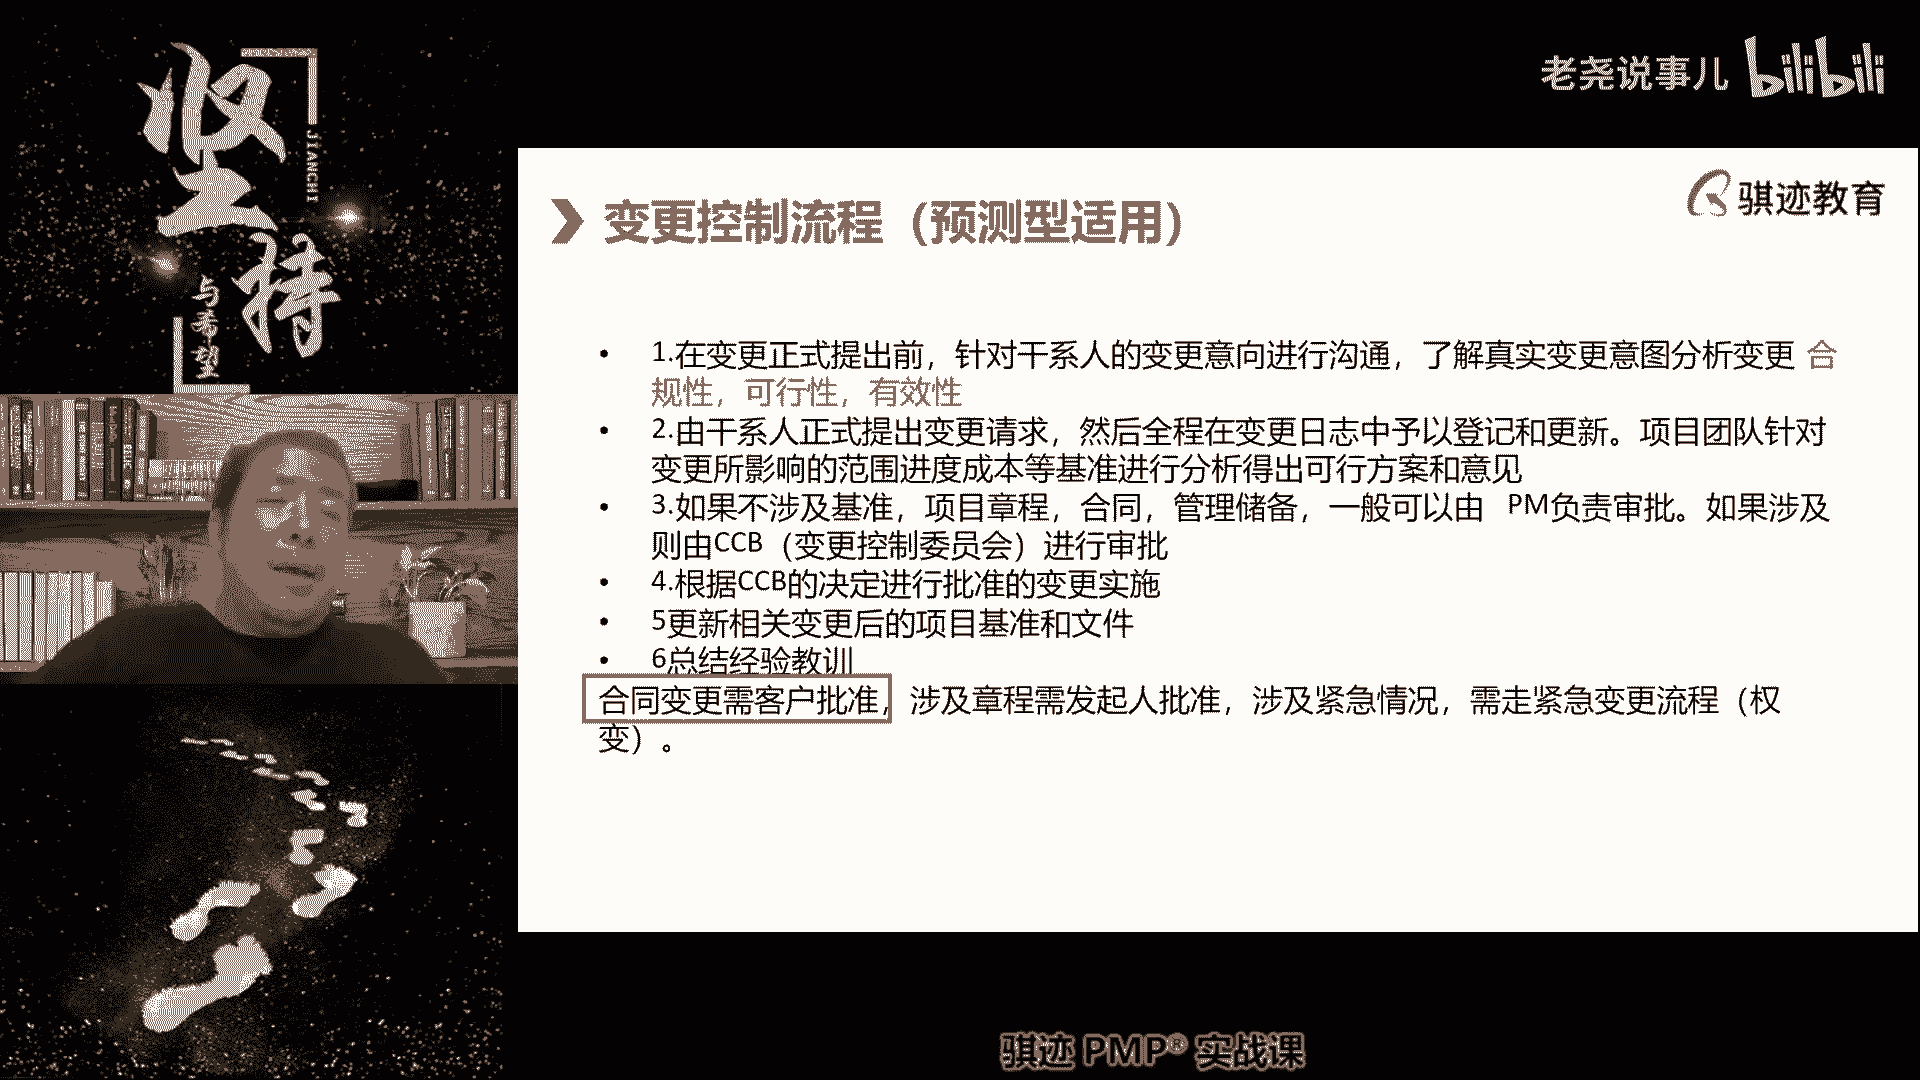 坚持
JIANCHI
与希望
老尧说事儿 bilibili
骐迹教育
变更控制流程（预测型适用）
• 1.在变更正式提出前，针对干系人的变更意向进行沟通，了解真实变更意图分析变更 合
规性，可行性，有效性
• 2.由干系人正式提出变更请求，然后全程在变更日志中予以登记和更新。项目团队针对
变更所影响的范围进度成本等基准进行分析得出可行方案和意见
• 3.如果不涉及基准，项目章程，合同，管理储备，一般可以由 PM负责审批。如果涉及
则由CCB（变更控制委员会）进行审批
• 4.根据CCB的决定进行批准的变更实施
• 5更新相关变更后的项目基准和文件
• 6总结经验教训
合同变更需客户批准，涉及章程需发起人批准，涉及紧急情况，需走紧急变更流程（权
变）。
骐迹 PMP® 实战课